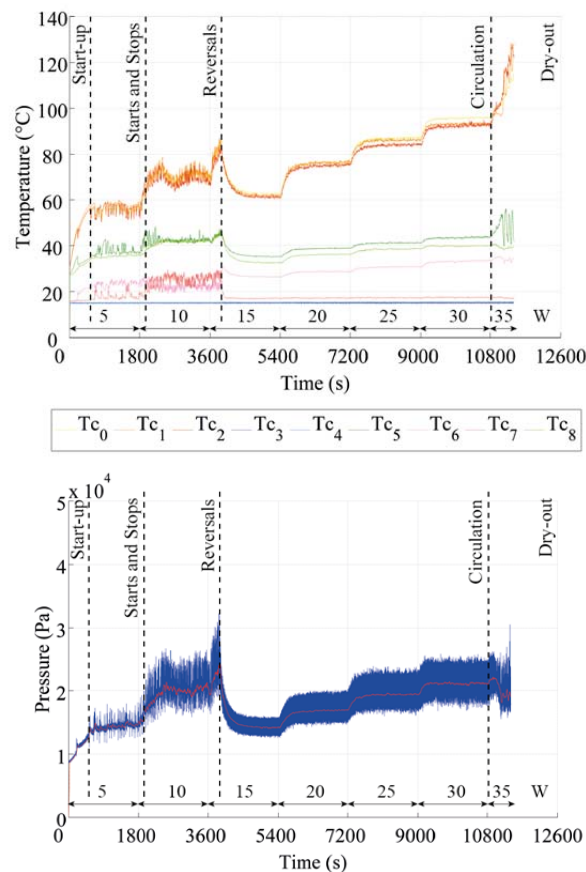 Temperature (°C)
140
120
100
80
60
40
20
0
Start-up
Starts and Stops
Reversals
Circulation
Dry-out
5
10
15
20
25
30
35
W
0
1800
3600
5400
7200
9000
10800
12600
Time (s)
Tc0 Tc1 Tc2 Tc3 Tc4 Tc5 Tc6 Tc7 Tc8
Pressure (Pa)
x 10^4
5
4
3
2
1
0
Start-up
Starts and Stops
Reversals
Circulation
Dry-out
5
10
15
20
25
30
35
W
0
1800
3600
5400
7200
9000
10800
12600
Time (s)